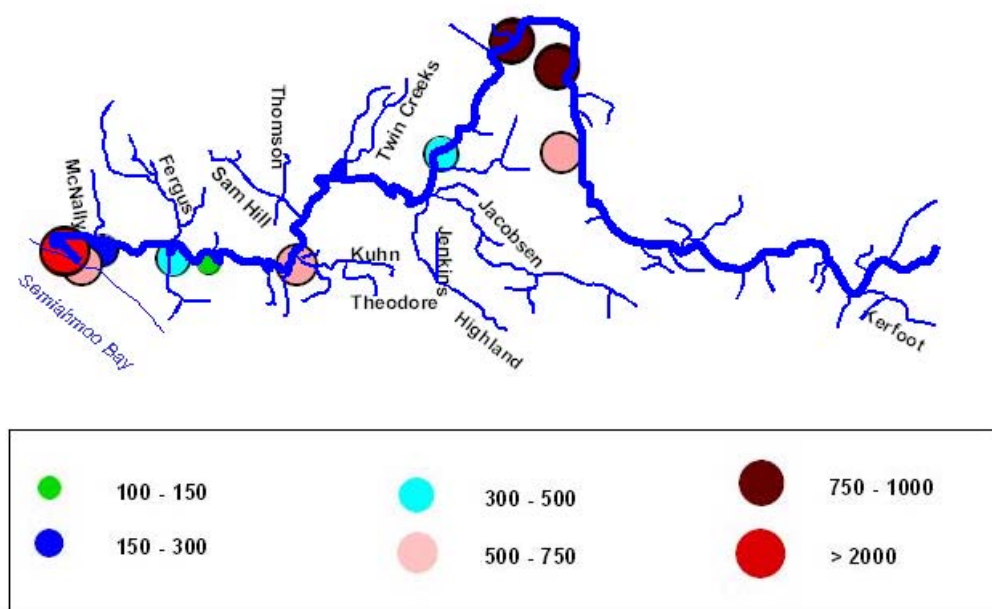 Thomson
Twin Creeks
McNally
Fergus
Sam Hill
Jacobsen
Jenkins
Kuhn
Theodore
Highland
Semiahmoo Bay
Kerfoot
100 - 150
300 - 500
750 - 1000
150 - 300
500 - 750
> 2000